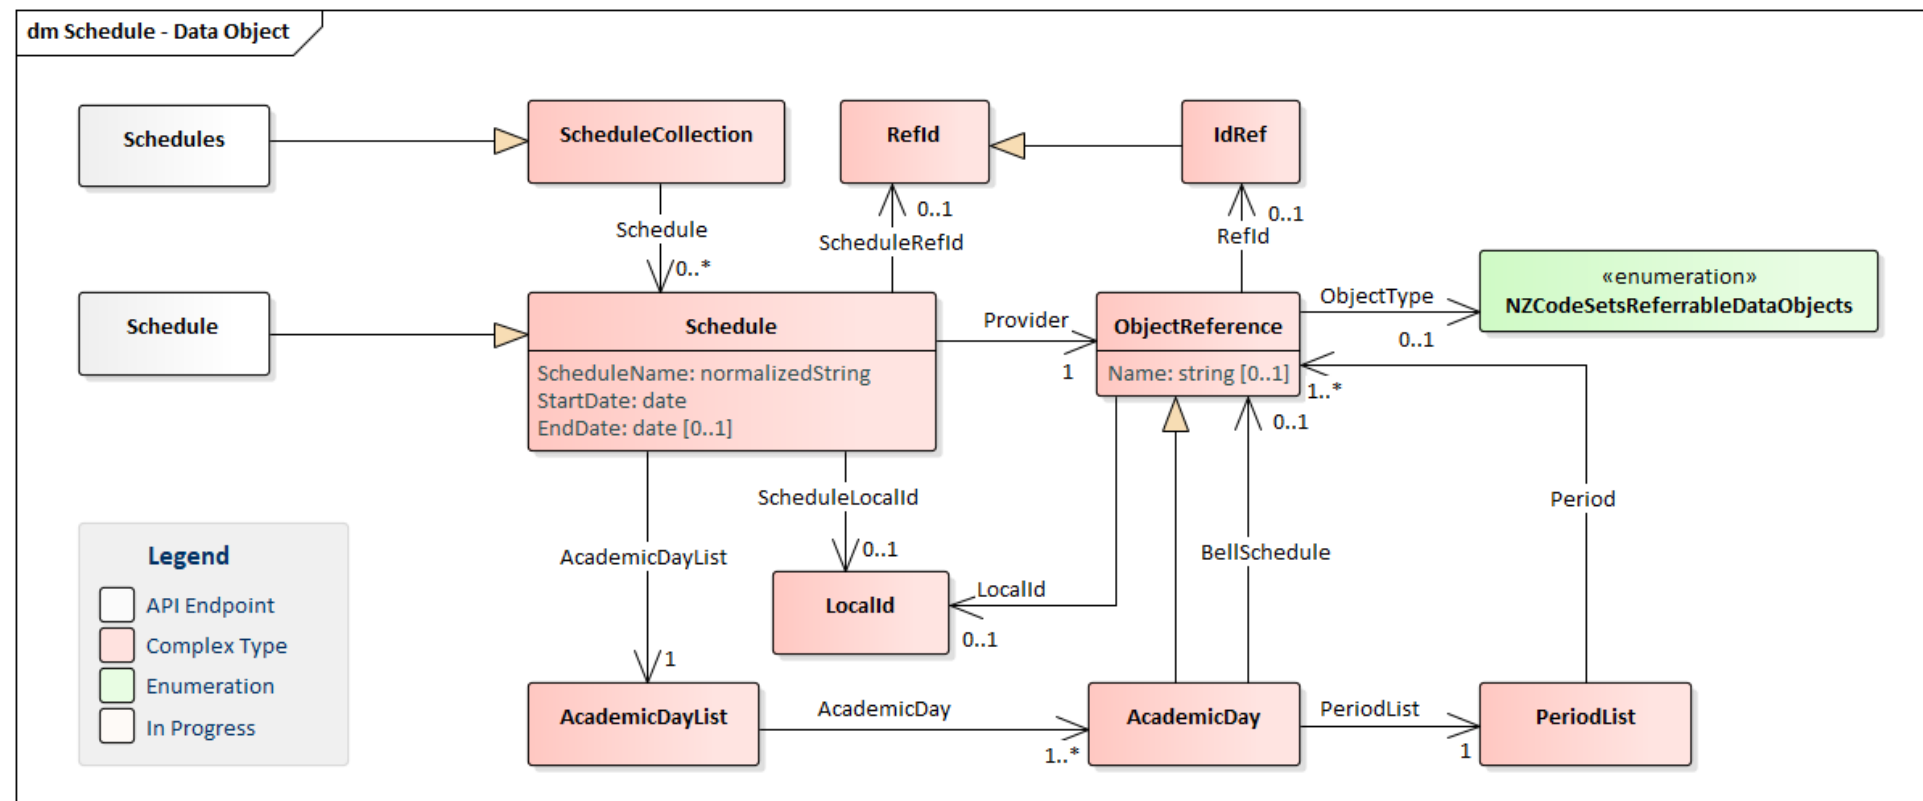 dm Schedule - Data Object
Schedules
ScheduleCollection
RefId
IdRef
Schedule
0..*
0..1
ScheduleRefId
0..1
RefId
«enumeration»
NZCodeSetsReferrableDataObjects
Schedule
Schedule
ScheduleName: normalizedString
StartDate: date
EndDate: date [0..1]
Provider
1
ObjectReference
Name: string [0..1]
ObjectType
0..1
1..*
0..1
Period
ScheduleLocalId
0..1
AcademicDayList
1
BellSchedule
LocalId
LocalId
0..1
Legend
API Endpoint
Complex Type
Enumeration
In Progress
AcademicDayList
AcademicDay
1..*
AcademicDay
PeriodList
1
PeriodList